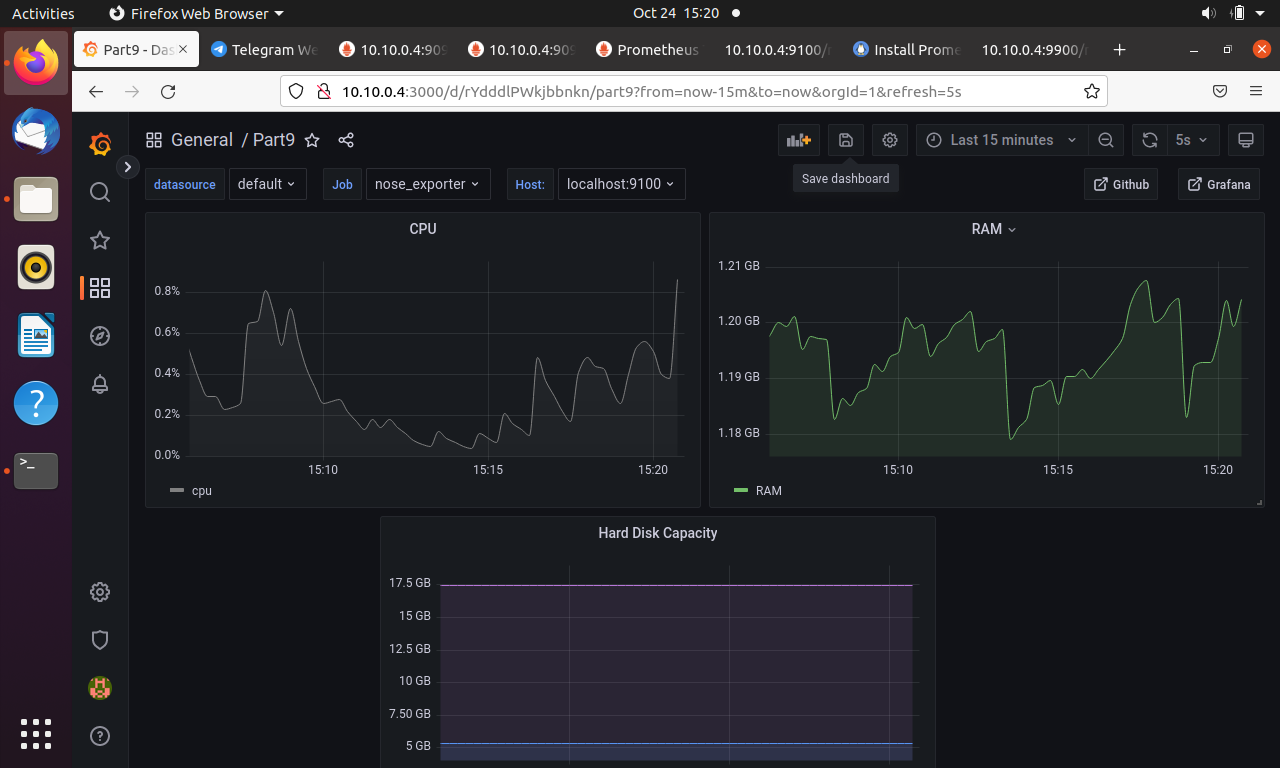 Activities Firefox Web Browser Oct 24 15:20
Part9 - Das Telegram We 10.10.0.4:909 10.10.0.4:909 Prometheus 10.10.0.4:9100/ Install Prome 10.10.0.4:9900/
10.10.0.4:3000/d/rYdddlPWkjbbnkn/part9?from=now-15m&to=now&orgId=1&refresh=5s
General / Part9 Last 15 minutes 5s
Save dashboard
datasource default Job nose_exporter Host: localhost:9100 Github Grafana
CPU
0.8%
0.6%
0.4%
0.2%
0.0%
15:10 15:15 15:20
cpu
RAM
1.21 GB
1.20 GB
1.19 GB
1.18 GB
15:10 15:15 15:20
RAM
Hard Disk Capacity
17.5 GB
15 GB
12.5 GB
10 GB
7.50 GB
5 GB